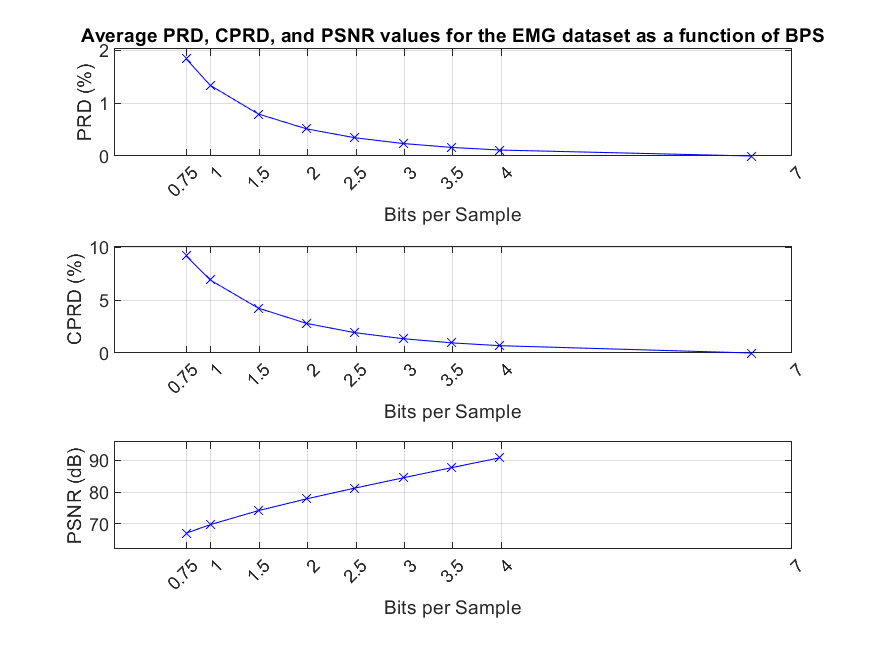 Average PRD, CPRD, and PSNR values for the EMG dataset as a function of BPS
PRD (%)
2
1
0
0.75 1 1.5 2 2.5 3 3.5 4 7
Bits per Sample
CPRD (%)
10
5
0
0.75 1 1.5 2 2.5 3 3.5 4 7
Bits per Sample
PSNR (dB)
90
80
70
0.75 1 1.5 2 2.5 3 3.5 4 7
Bits per Sample